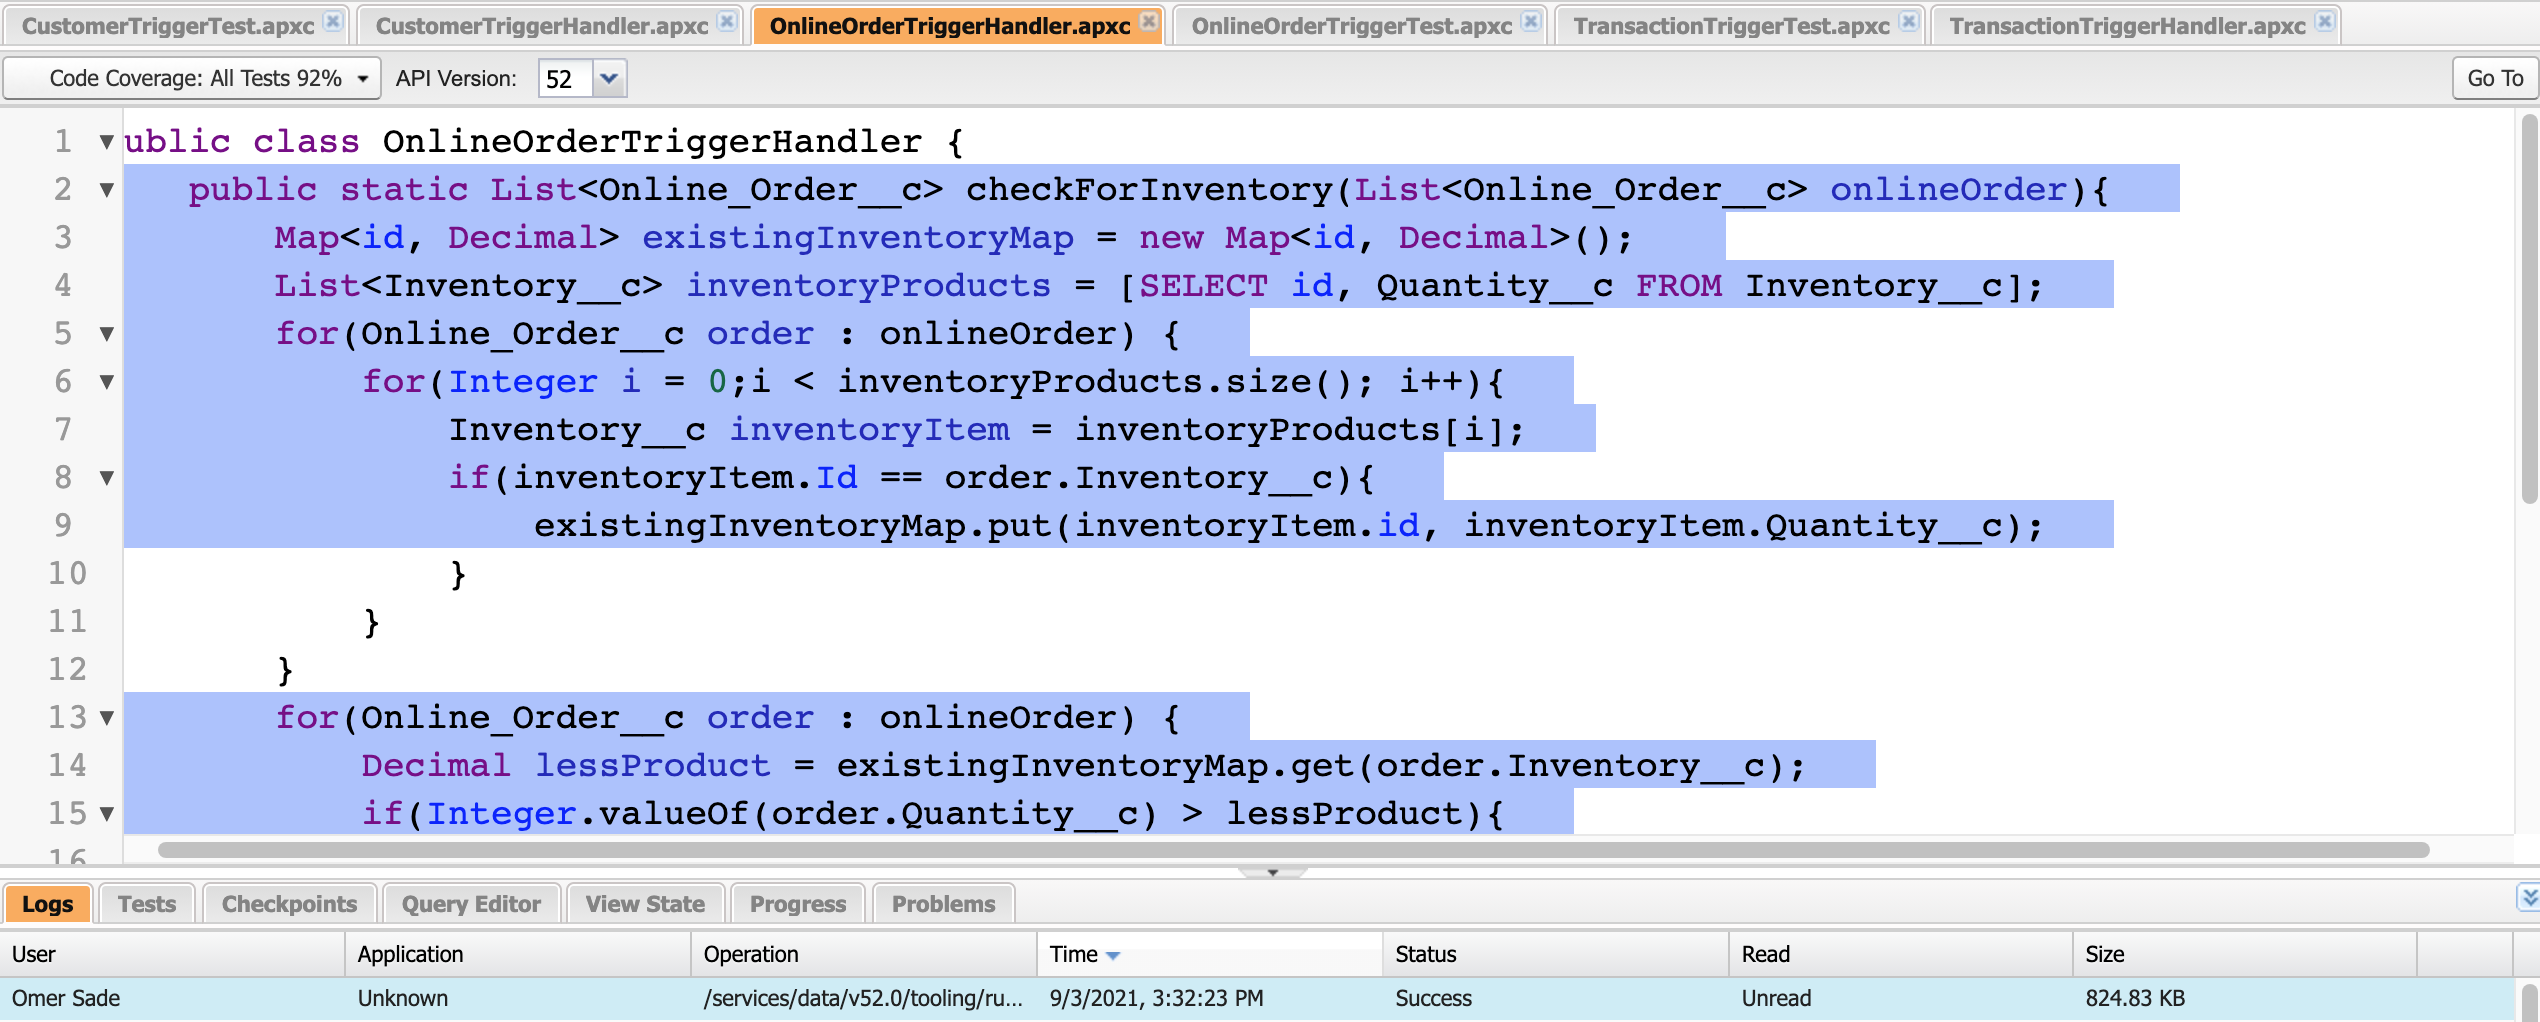 CustomerTriggerTest.apxc CustomerTriggerHandler.apxc OnlineOrderTriggerHandler.apxc OnlineOrderTriggerTest.apxc TransactionTriggerTest.apxc TransactionTriggerHandler.apxc
Code Coverage: All Tests 92% API Version: 52 Go To
1 ublic class OnlineOrderTriggerHandler {
2 public static List<Online_Order__c> checkForInventory(List<Online_Order__c> onlineOrder){
3 Map<id, Decimal> existingInventoryMap = new Map<id, Decimal>();
4 List<Inventory__c> inventoryProducts = [SELECT id, Quantity__c FROM Inventory__c];
5 for(Online_Order__c order : onlineOrder) {
6 for(Integer i = 0;i < inventoryProducts.size(); i++){
7 Inventory__c inventoryItem = inventoryProducts[i];
8 if(inventoryItem.Id == order.Inventory__c){
9 existingInventoryMap.put(inventoryItem.id, inventoryItem.Quantity__c);
10 }
11 }
12 }
13 for(Online_Order__c order : onlineOrder) {
14 Decimal lessProduct = existingInventoryMap.get(order.Inventory__c);
15 if(Integer.valueOf(order.Quantity__c) > lessProduct){
16
Logs Tests Checkpoints Query Editor View State Progress Problems
User Application Operation Time Status Read Size
Omer Sade Unknown /services/data/v52.0/tooling/ru... 9/3/2021, 3:32:23 PM Success Unread 824.83 KB